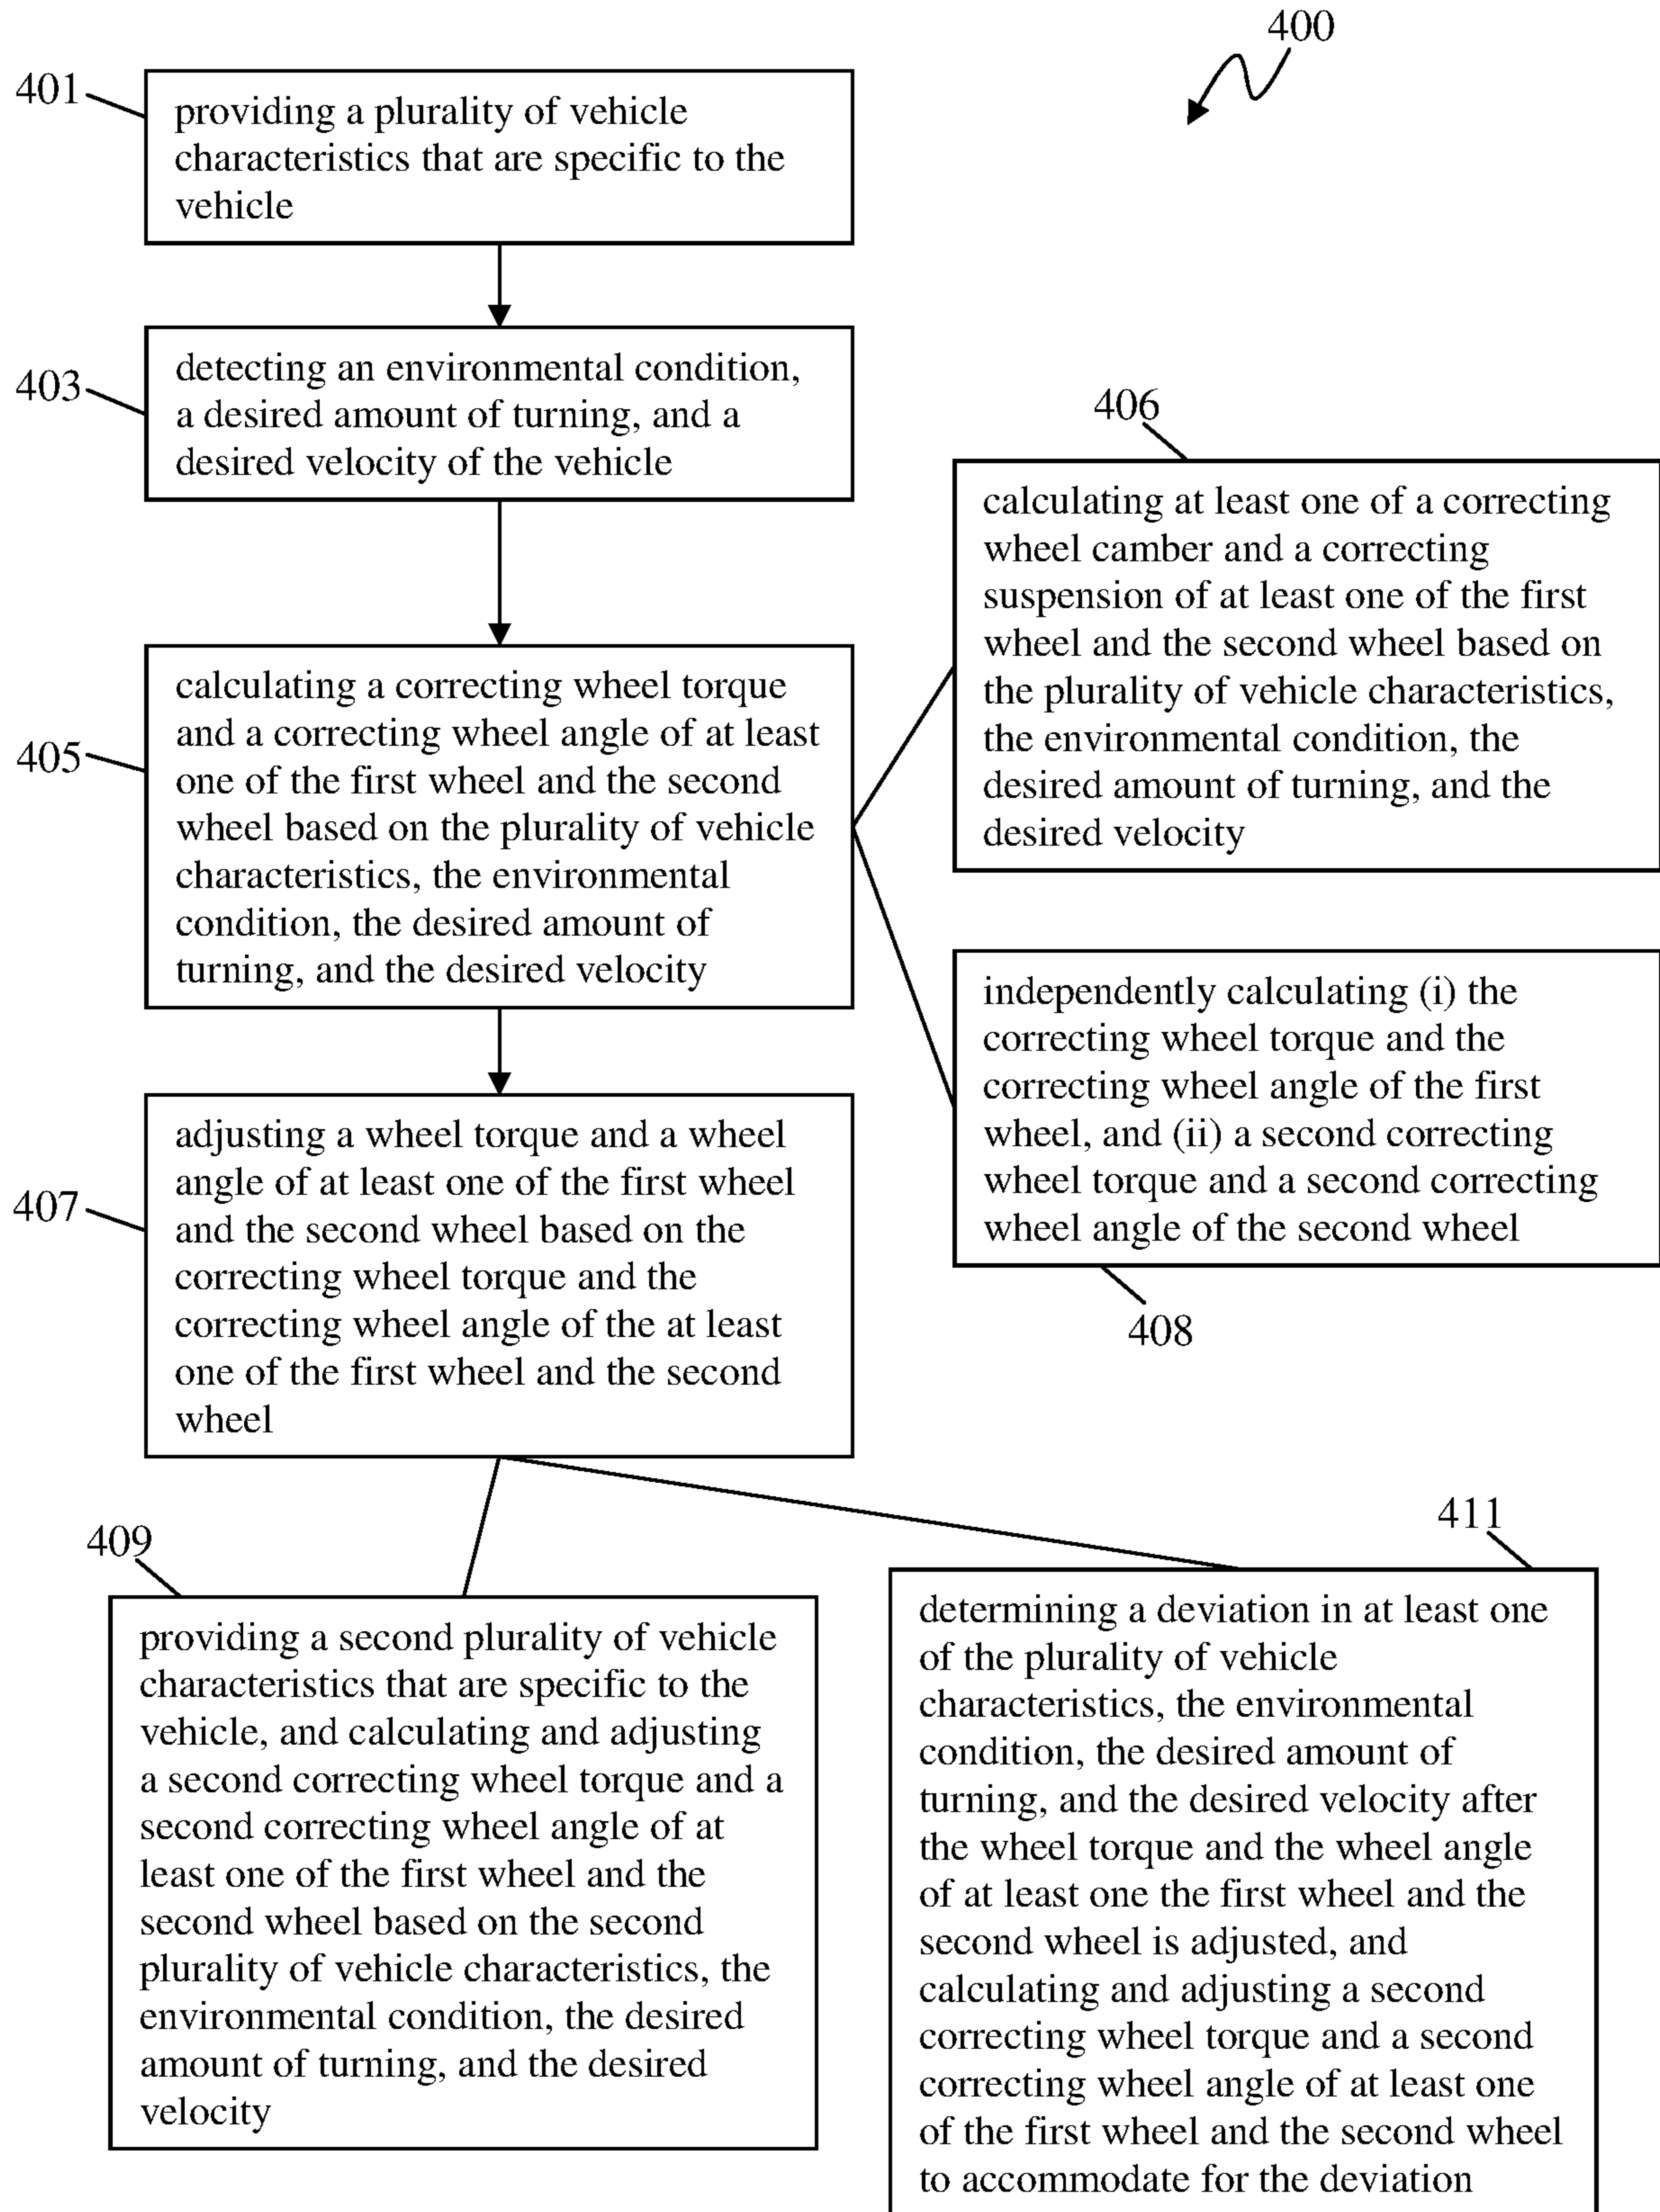 400
401
providing a plurality of vehicle
characteristics that are specific to the
vehicle
403
detecting an environmental condition,
a desired amount of turning, and a
desired velocity of the vehicle
405
calculating a correcting wheel torque
and a correcting wheel angle of at least
one of the first wheel and the second
wheel based on the plurality of vehicle
characteristics, the environmental
condition, the desired amount of
turning, and the desired velocity
406
calculating at least one of a correcting
wheel camber and a correcting
suspension of at least one of the first
wheel and the second wheel based on
the plurality of vehicle characteristics,
the environmental condition, the
desired amount of turning, and the
desired velocity
independently calculating (i) the
correcting wheel torque and the
correcting wheel angle of the first
wheel, and (ii) a second correcting
wheel torque and a second correcting
wheel angle of the second wheel
408
407
adjusting a wheel torque and a wheel
angle of at least one of the first wheel
and the second wheel based on the
correcting wheel torque and the
correcting wheel angle of the at least
one of the first wheel and the second
wheel
409
providing a second plurality of vehicle
characteristics that are specific to the
vehicle, and calculating and adjusting
a second correcting wheel torque and a
second correcting wheel angle of at
least one of the first wheel and the
second wheel based on the second
plurality of vehicle characteristics, the
environmental condition, the desired
amount of turning, and the desired
velocity
411
determining a deviation in at least one
of the plurality of vehicle
characteristics, the environmental
condition, the desired amount of
turning, and the desired velocity after
the wheel torque and the wheel angle
of at least one the first wheel and the
second wheel is adjusted, and
calculating and adjusting a second
correcting wheel torque and a second
correcting wheel angle of at least one
of the first wheel and the second wheel
to accommodate for the deviation